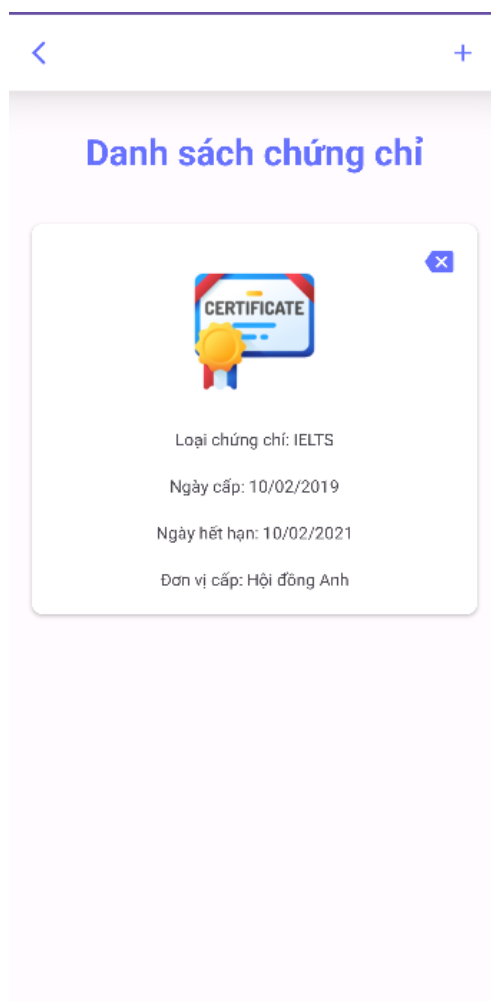 Danh sách chứng chỉ
CERTIFICATE
Loại chứng chỉ: IELTS
Ngày cấp: 10/02/2019
Ngày hết hạn: 10/02/2021
Đơn vị cấp: Hội đồng Anh